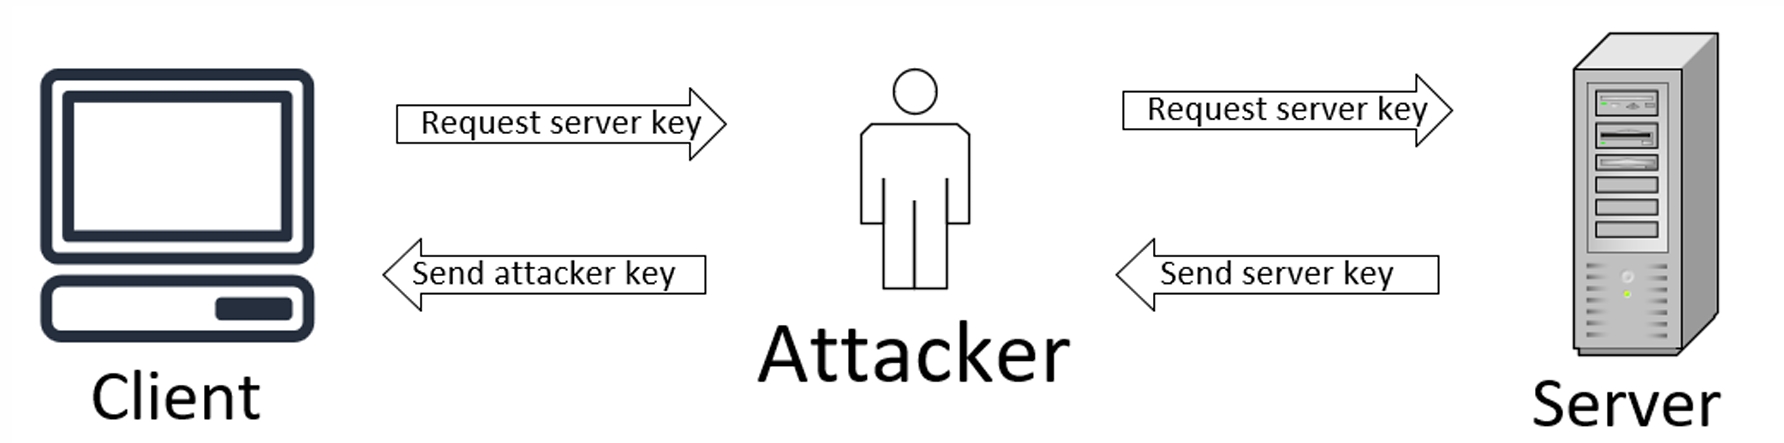 Request server key
Request server key
Send attacker key
Send server key
Client
Attacker
Server